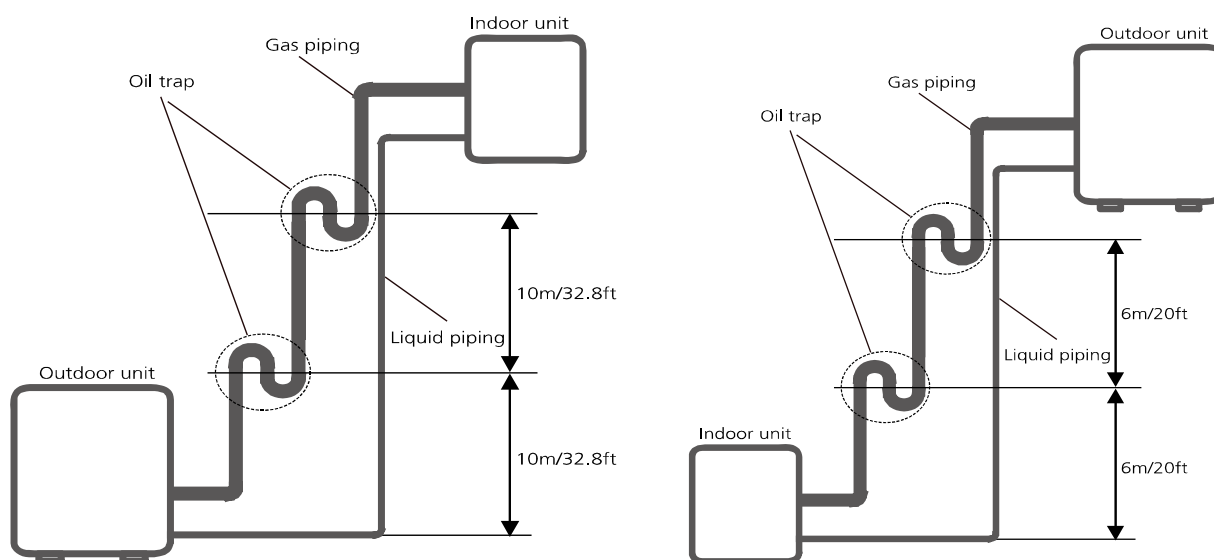 Indoor unit
Gas piping
Oil trap
10m/32.8ft
Liquid piping
Outdoor unit
10m/32.8ft
Outdoor unit
Gas piping
Oil trap
6m/20ft
Liquid piping
Indoor unit
6m/20ft